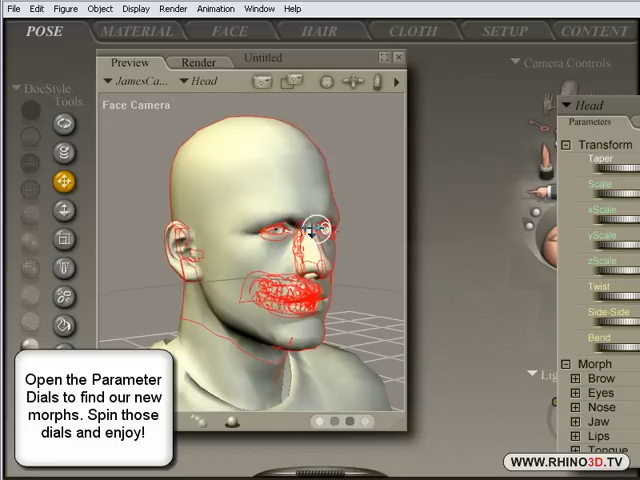 File Edit Figure Object Display Render Animation Window Help
POSE MATERIAL FACE HAIR CLOTH SETUP CONTENT
Preview Render Untitled
JamesCa... Head
Face Camera
DocStyle. Tools.
Camera Controls
Head
Parameters
Transform
Taper
Scale
xScale
yScale
zScale
Twist
Side-Side
Bend
Morph
Brow
Eyes
Nose
Jaw
Lips
Tongue
Open the Parameter
Dials to find our new
morphs. Spin those
dials and enjoy!
WWW.RHINO3D.TV